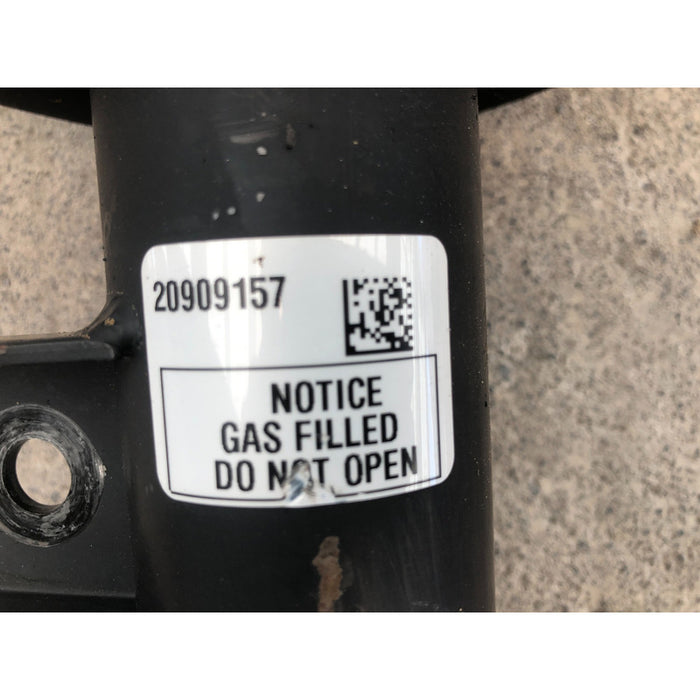 20909157
NOTICE
GAS FILLED
DO NOT OPEN